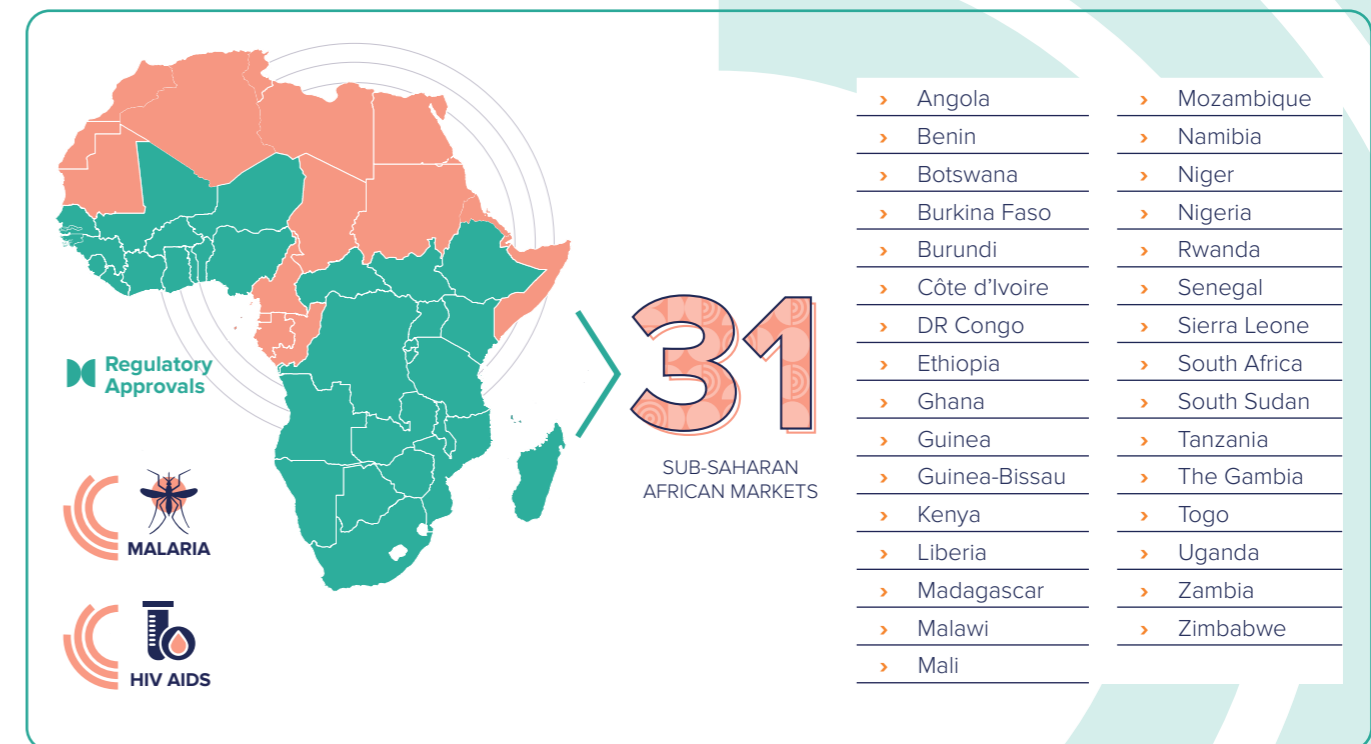 Regulatory
Approvals
MALARIA
HIV AIDS
31
SUB-SAHARAN
AFRICAN MARKETS
Angola
Benin
Botswana
Burkina Faso
Burundi
Côte d’Ivoire
DR Congo
Ethiopia
Ghana
Guinea
Guinea-Bissau
Kenya
Liberia
Madagascar
Malawi
Mali
Mozambique
Namibia
Niger
Nigeria
Rwanda
Senegal
Sierra Leone
South Africa
South Sudan
Tanzania
The Gambia
Togo
Uganda
Zambia
Zimbabwe